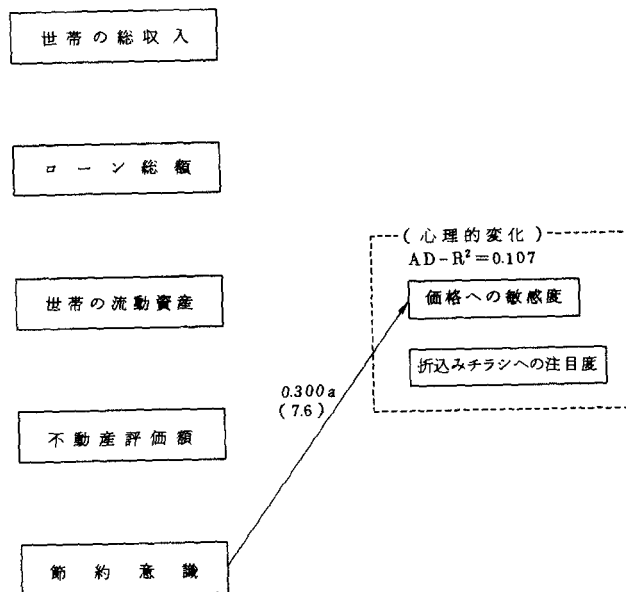 世帯の総収入
ローン総額
(心理的変化)
AD-R²=0.107
世帯の流動資産
価格への敏感度
折込みチラシへの注目度
0.300a
(7.6)
不動産評価額
節約意識